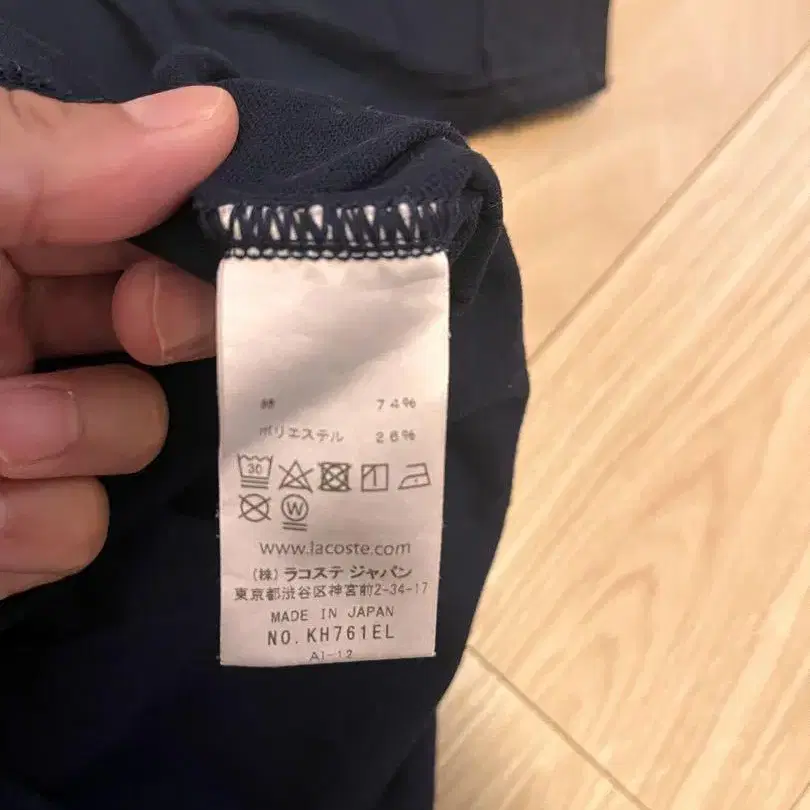 綿 74%
ポリエステル 26%
30
W
www.lacoste.com
(株) ラコステ ジャパン
東京都渋谷区神宮前2-34-17
MADE IN JAPAN
NO. KH761EL
AI-12